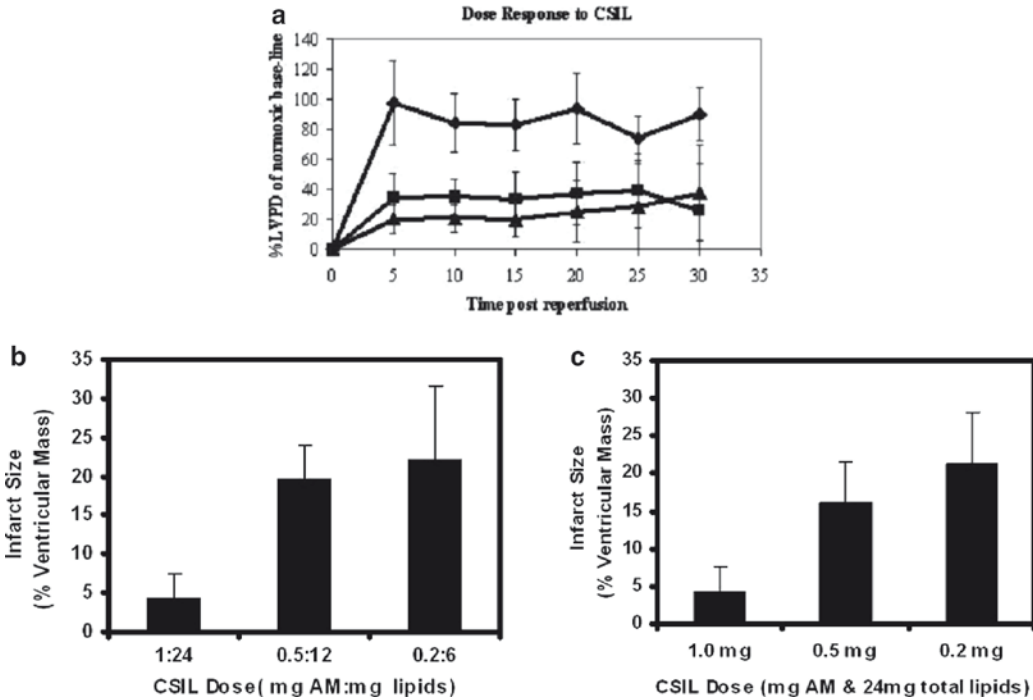 a
Dose Response to CSIL
%LVPD of normoxic base-line
140
120
100
80
60
40
20
0
0 5 10 15 20 25 30 35
Time post reperfusion
b
Infarct Size
(% Ventricular Mass)
35
30
25
20
15
10
5
0
1:24 0.5:12 0.2:6
CSIL Dose( mg AM:mg lipids)
c
Infarct Size
(% Ventricular Mass)
35
30
25
20
15
10
5
0
1.0 mg 0.5 mg 0.2 mg
CSIL Dose (mg AM & 24mg total lipids)